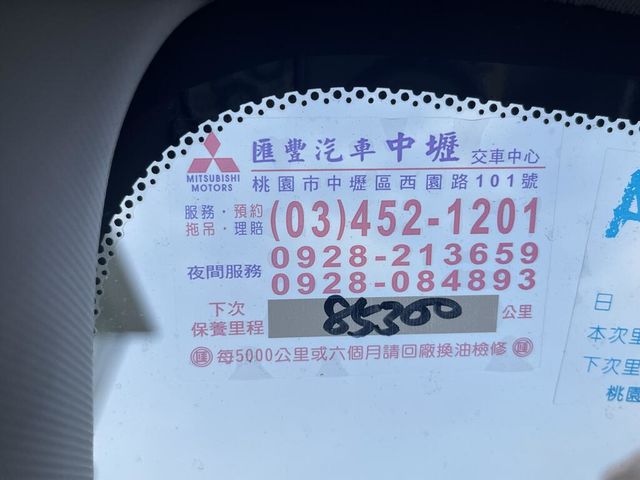 匯豐汽車中壢 交車中心
MITSUBISHI
MOTORS
桃園市中壢區西園路101號
服務・預約
拖吊・理賠
(03)452-1201
夜間服務
0928-213659
0928-084893
下次
保養里程
85300
公里
每5000公里或六個月請回廠換油檢修
A
日
本次里
下次里
桃園